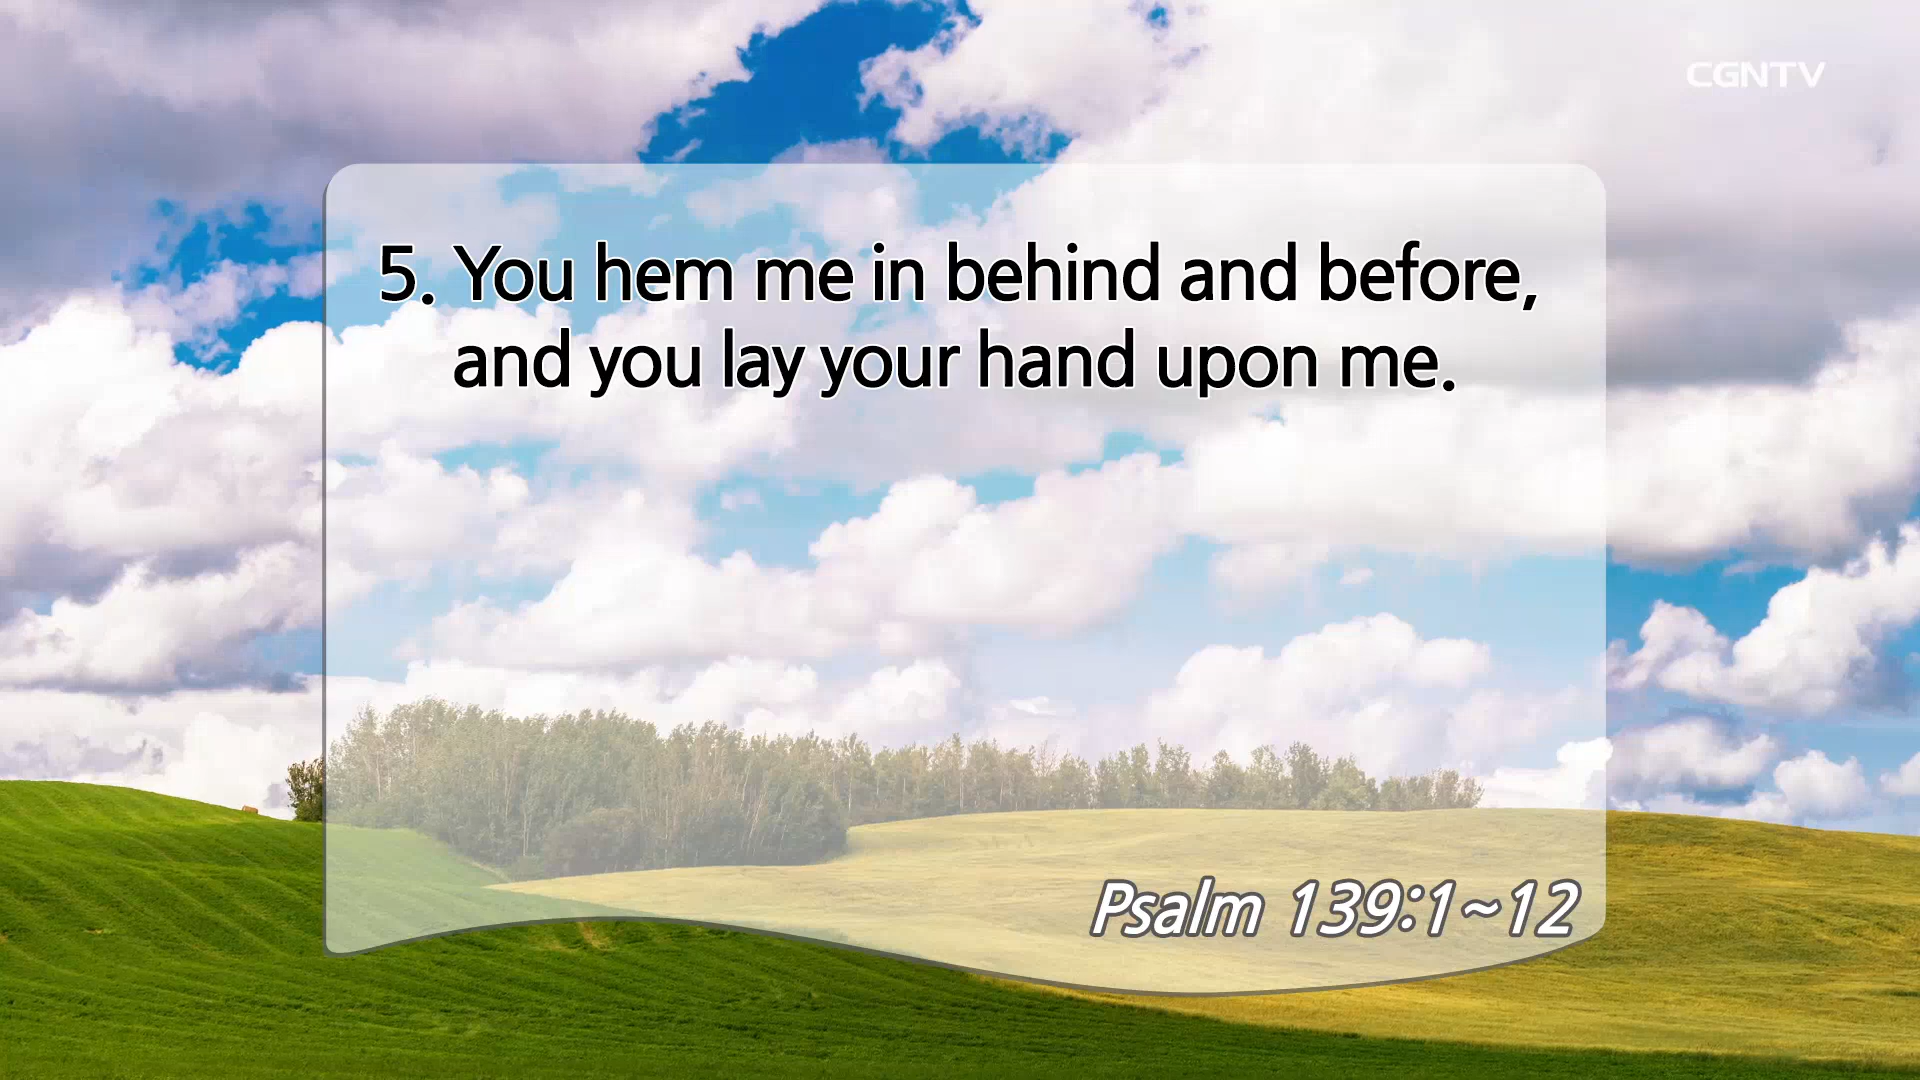 CGNTV
5. You hem me in behind and before,
and you lay your hand upon me.
Psalm 139:1~12